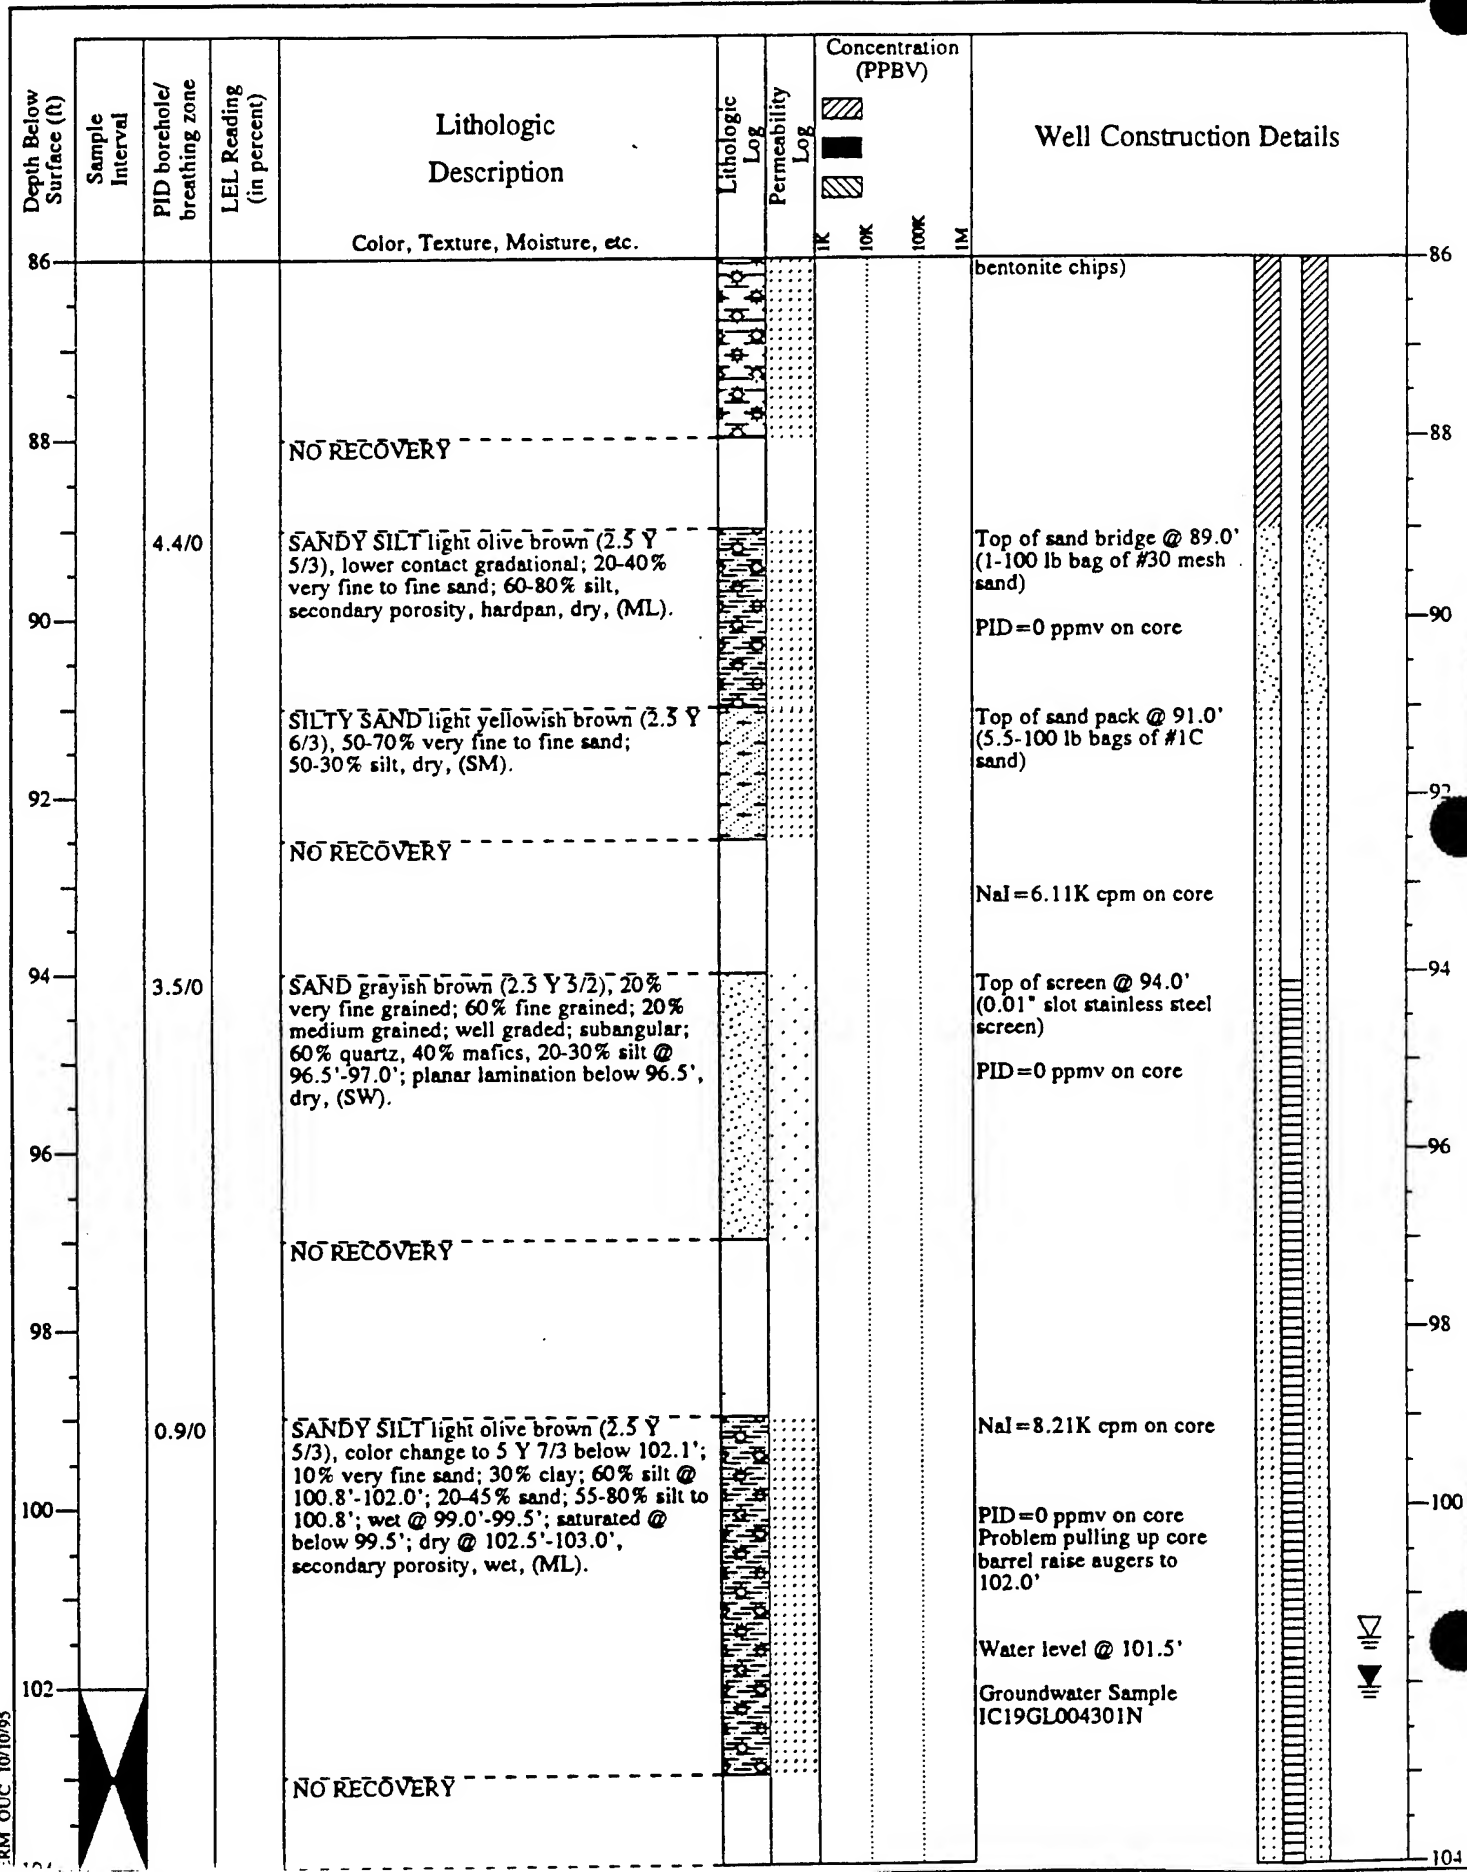 Depth Below
Surface (ft)
Sample
Interval
PID borehole/
breathing zone
LEL Reading
(in percent)
Lithologic
Description
Color, Texture, Moisture, etc.
Lithologic
Log
Permeability
Log
Concentration
(PPBV)
1K
10K
100K
1M
Well Construction Details
86
86
bentonite chips)
88
88
NO RECOVERY
4.4/0
SANDY SILT light olive brown (2.5 Y
5/3), lower contact gradational; 20-40%
very fine to fine sand; 60-80% silt,
secondary porosity, hardpan, dry, (ML).
Top of sand bridge @ 89.0'
(1-100 lb bag of #30 mesh
sand)
90
PID=0 ppmv on core
90
SILTY SAND light yellowish brown (2.5 Y
6/3), 50-70% very fine to fine sand;
50-30% silt, dry, (SM).
Top of sand pack @ 91.0'
(5.5-100 lb bags of #1C
sand)
92
92
NO RECOVERY
NaI=6.11K cpm on core
94
94
3.5/0
SAND grayish brown (2.5 Y 5/2), 20%
very fine grained; 60% fine grained; 20%
medium grained; well graded; subangular;
60% quartz, 40% mafics, 20-30% silt @
96.5'-97.0'; planar lamination below 96.5',
dry, (SW).
Top of screen @ 94.0'
(0.01" slot stainless steel
screen)
PID=0 ppmv on core
96
96
NO RECOVERY
98
98
0.9/0
SANDY SILT light olive brown (2.5 Y
5/3), color change to 5 Y 7/3 below 102.1';
10% very fine sand; 30% clay; 60% silt @
100.8'-102.0'; 20-45% sand; 55-80% silt to
100.8'; wet @ 99.0'-99.5'; saturated @
below 99.5'; dry @ 102.5'-103.0',
secondary porosity, wet, (ML).
NaI=8.21K cpm on core
100
100
PID=0 ppmv on core
Problem pulling up core
barrel raise augers to
102.0'
Water level @ 101.5'
102
Groundwater Sample
IC19GL004301N
NO RECOVERY
104
OUC 10/10/95